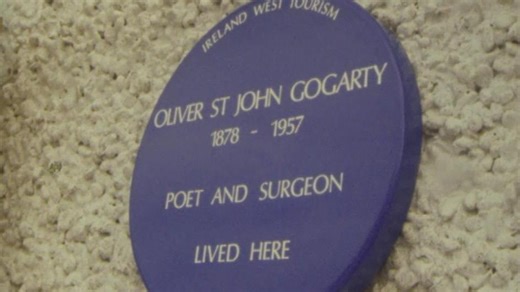 IRELAND WEST TOURISM
OLIVER ST JOHN GOGARTY
1878 - 1957
POET AND SURGEON
LIVED HERE